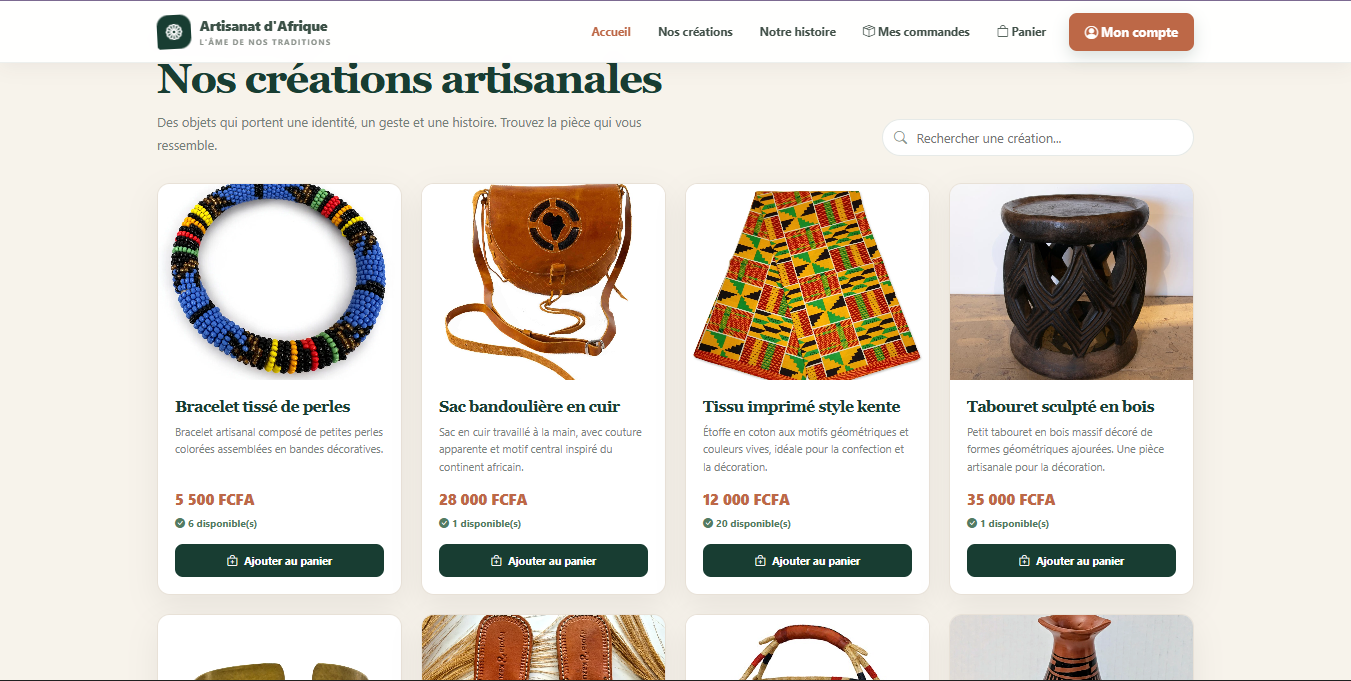 Artisanat d'Afrique
L'ÂME DE NOS TRADITIONS
Accueil
Nos créations
Notre histoire
Mes commandes
Panier
Mon compte
Nos créations artisanales
Des objets qui portent une identité, un geste et une histoire. Trouvez la pièce qui vous
ressemble.
Rechercher une création...
Bracelet tissé de perles
Bracelet artisanal composé de petites perles
colorées assemblées en bandes décoratives.
5 500 FCFA
6 disponible(s)
Ajouter au panier
Sac bandoulière en cuir
Sac en cuir travaillé à la main, avec couture
apparente et motif central inspiré du
continent africain.
28 000 FCFA
1 disponible(s)
Ajouter au panier
Tissu imprimé style kente
Étoffe en coton aux motifs géométriques et
couleurs vives, idéale pour la confection et
la décoration.
12 000 FCFA
20 disponible(s)
Ajouter au panier
Tabouret sculpté en bois
Petit tabouret en bois massif décoré de
formes géométriques ajourées. Une pièce
artisanale pour la décoration.
35 000 FCFA
1 disponible(s)
Ajouter au panier